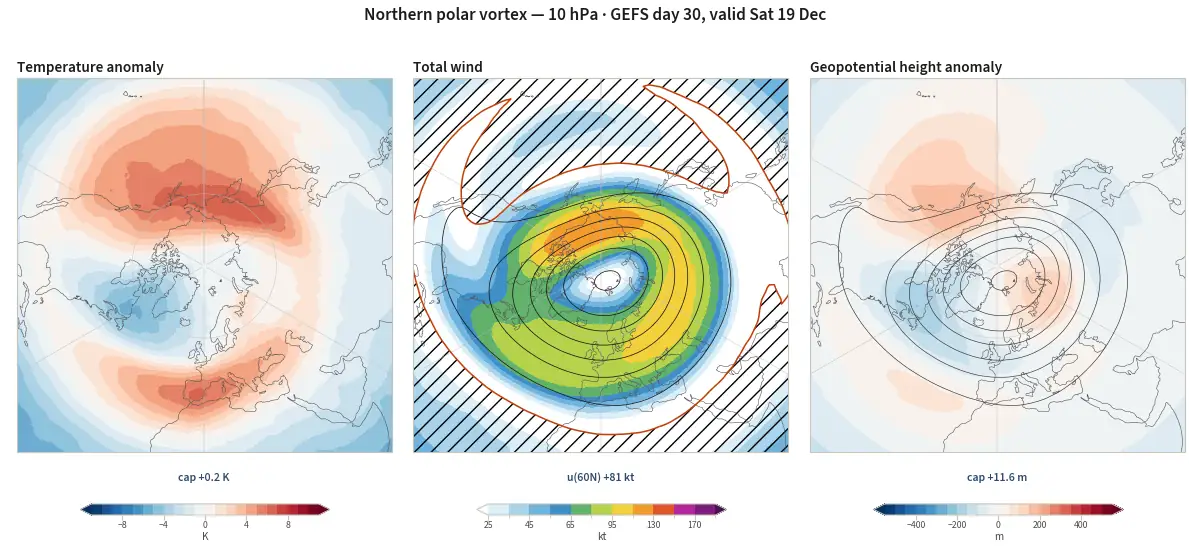 Northern polar vortex — 10 hPa · GEFS day 30, valid Sat 19 Dec
Temperature anomaly
Total wind
Geopotential height anomaly
cap +0.2 K
u(60N) +81 kt
cap +11.6 m
−8 −4 0 4 8
K
25 45 65 95 130 170
kt
−400 −200 0 200 400
m